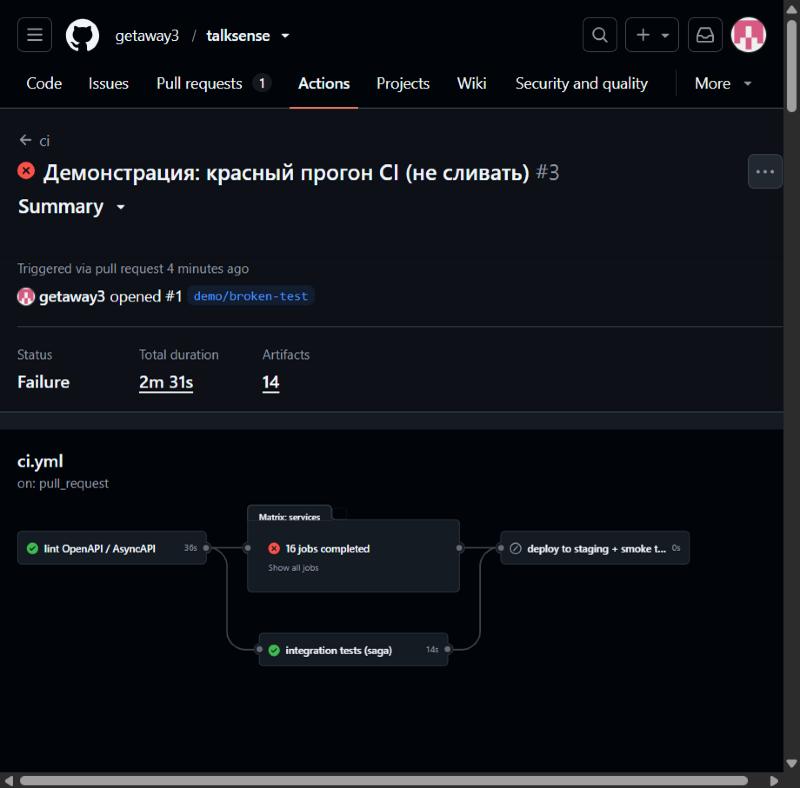 getaway3 / talksense
Code Issues Pull requests 1 Actions Projects Wiki Security and quality More
ci
Демонстрация: красный прогон CI (не сливать) #3
Summary
Triggered via pull request 4 minutes ago
getaway3 opened #1 demo/broken-test
Status Total duration Artifacts
Failure 2m 31s 14
ci.yml
on: pull_request
Matrix: services
lint OpenAPI / AsyncAPI 36s
16 jobs completed
deploy to staging + smoke t... 0s
Show all jobs
integration tests (saga) 14s